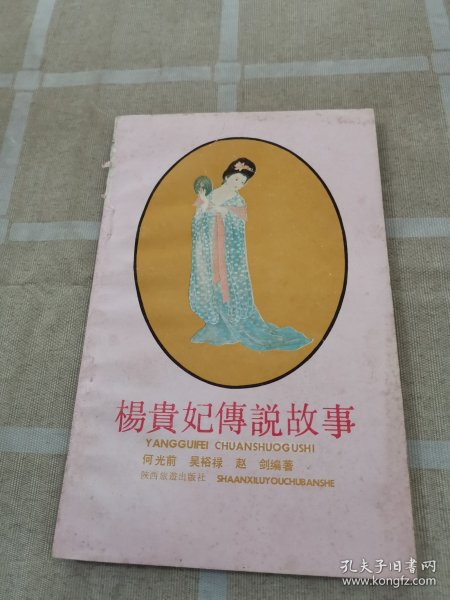 楊貴妃傳説故事
YANGGUIFEI CHUANSHUOGUSHI
何光前 吴裕禄 赵 剑编著
陕西旅遊出版社 SHAANXILUYOUCHUBANSHE
孔夫子旧书网
www.kongfz.com